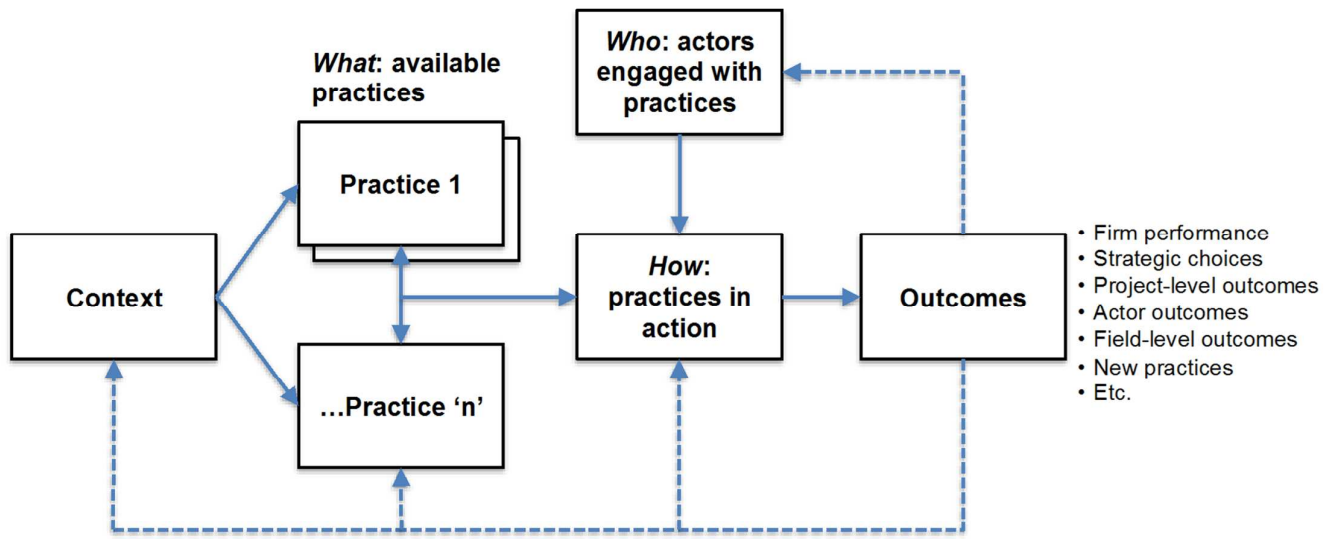 What: available
practices
Practice 1
…Practice ‘n’
Context
Who: actors
engaged with
practices
How:
practices in
action
Outcomes
• Firm performance
• Strategic choices
• Project-level outcomes
• Actor outcomes
• Field-level outcomes
• New practices
• Etc.